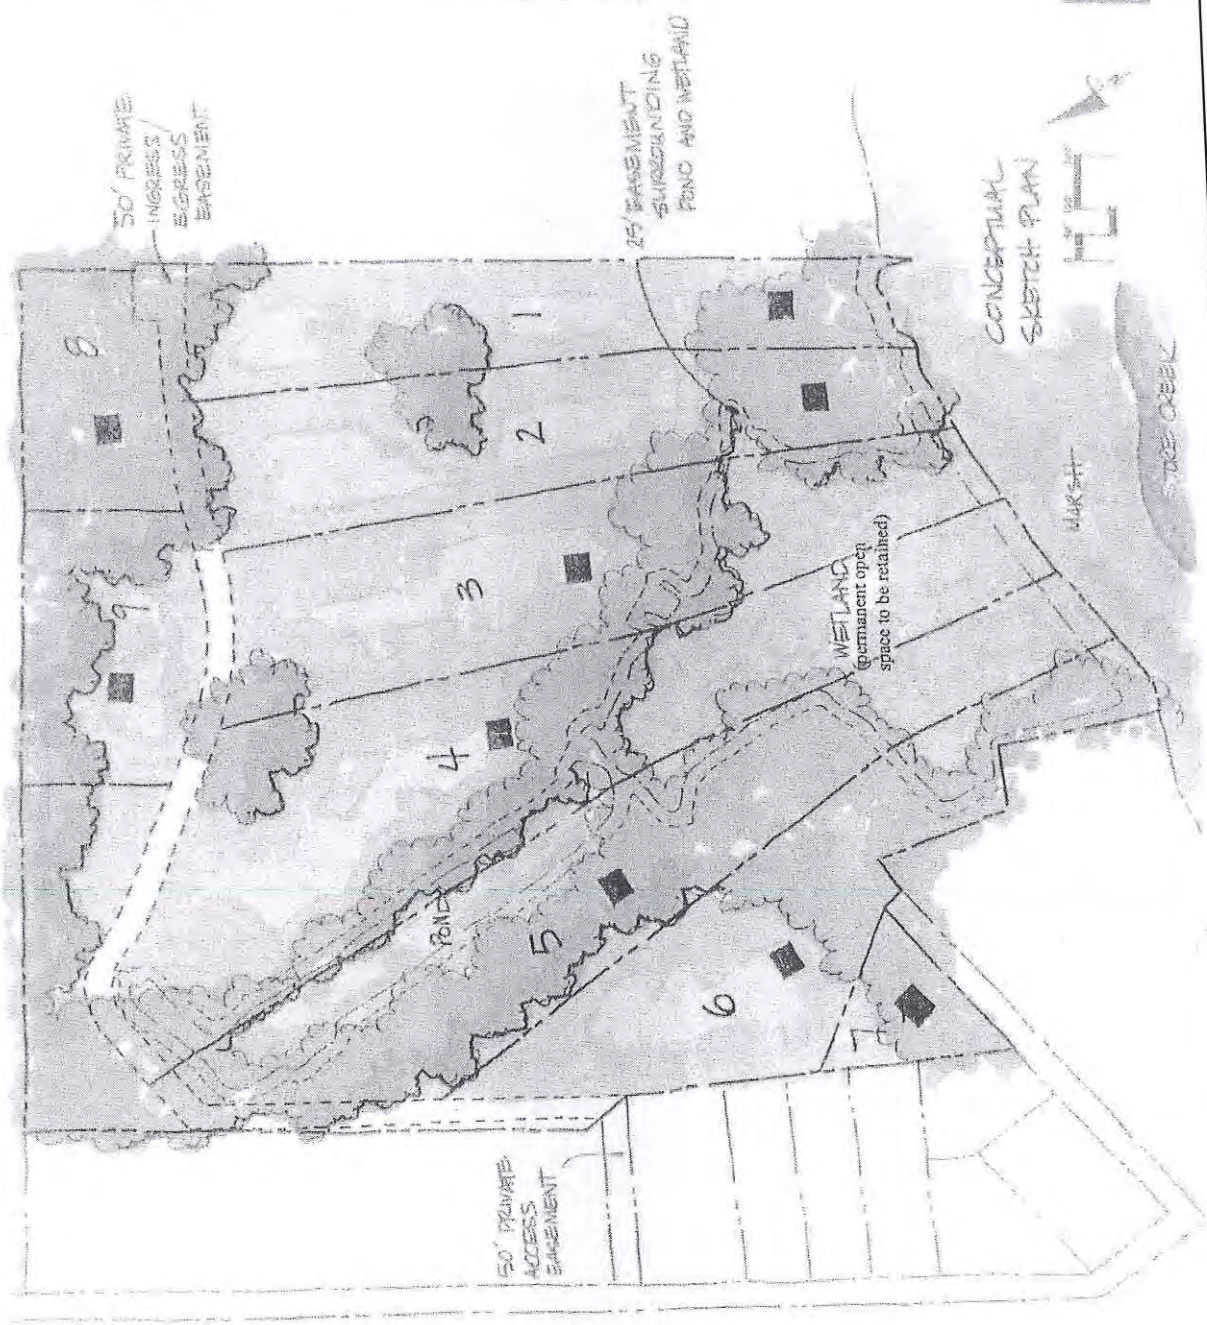 50' PRIVATE
INGRESS
EGRESS
EASEMENT
25' EASEMENT
SURROUNDING
POND AND WETLAND
8
9
1
2
3
4
POND
5
6
7
WETLAND
(permanent open
space to be retained)
MARSH
CREEK
CONCEPTUAL
SKETCH PLAN
50' PRIVATE
ACCESS
EASEMENT